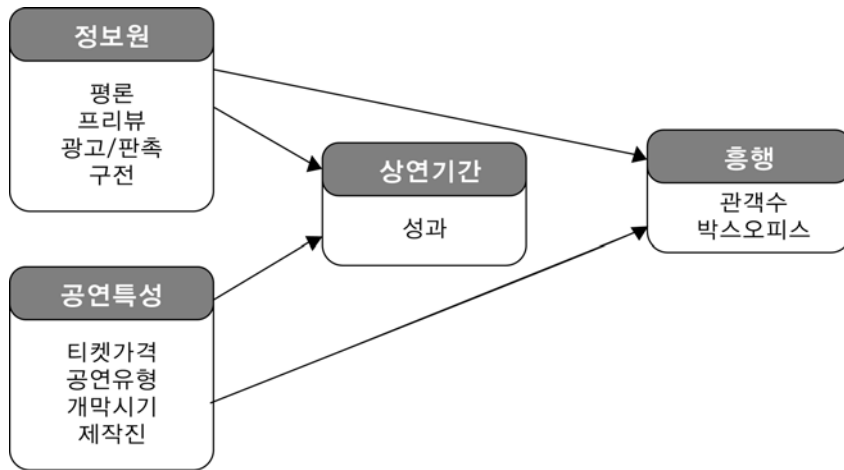 정보원
평론
프리뷰
광고/판촉
구전
상연기간
성과
흥행
관객수
박스오피스
공연특성
티켓가격
공연유형
개막시기
제작진